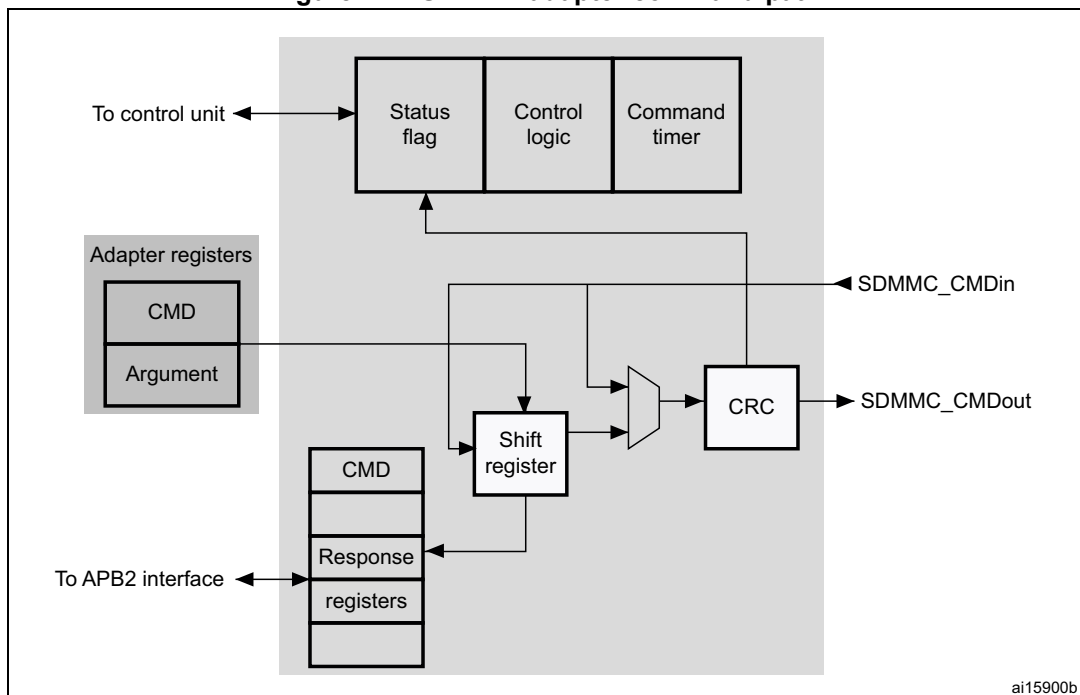 To control unit
Status
flag
Control
logic
Command
timer
Adapter registers
CMD
Argument
SDMMC_CMDin
SDMMC_CMDout
CRC
Shift
register
CMD
Response
registers
To APB2 interface
ai15900b